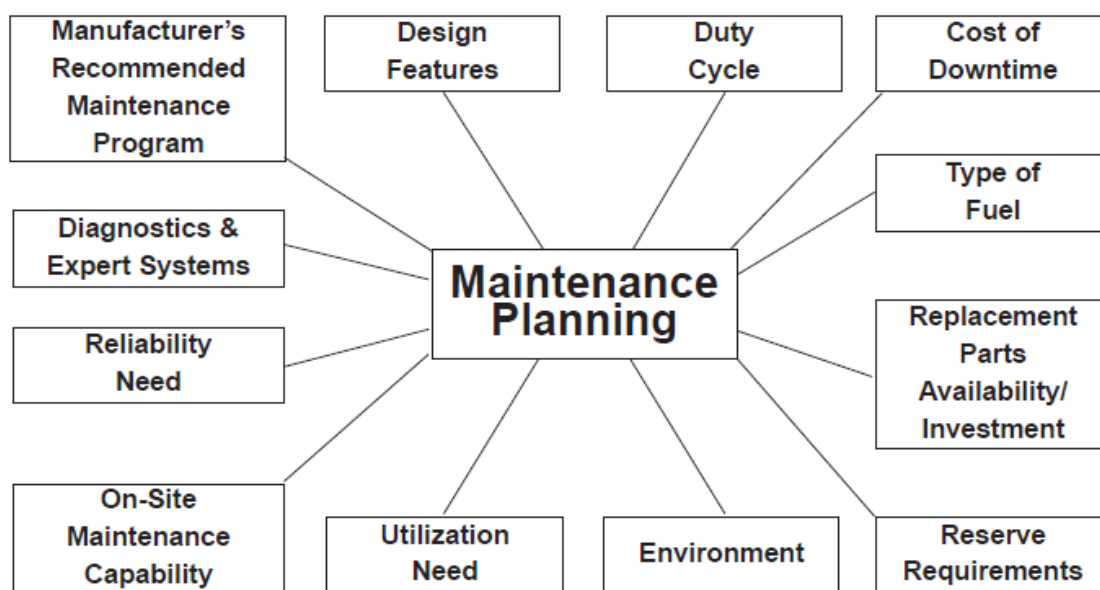 Manufacturer's
Recommended
Maintenance
Program
Design
Features
Duty
Cycle
Cost of
Downtime
Type of
Fuel
Diagnostics &
Expert Systems
Maintenance
Planning
Reliability
Need
Replacement
Parts
Availability/
Investment
On-Site
Maintenance
Capability
Utilization
Need
Environment
Reserve
Requirements